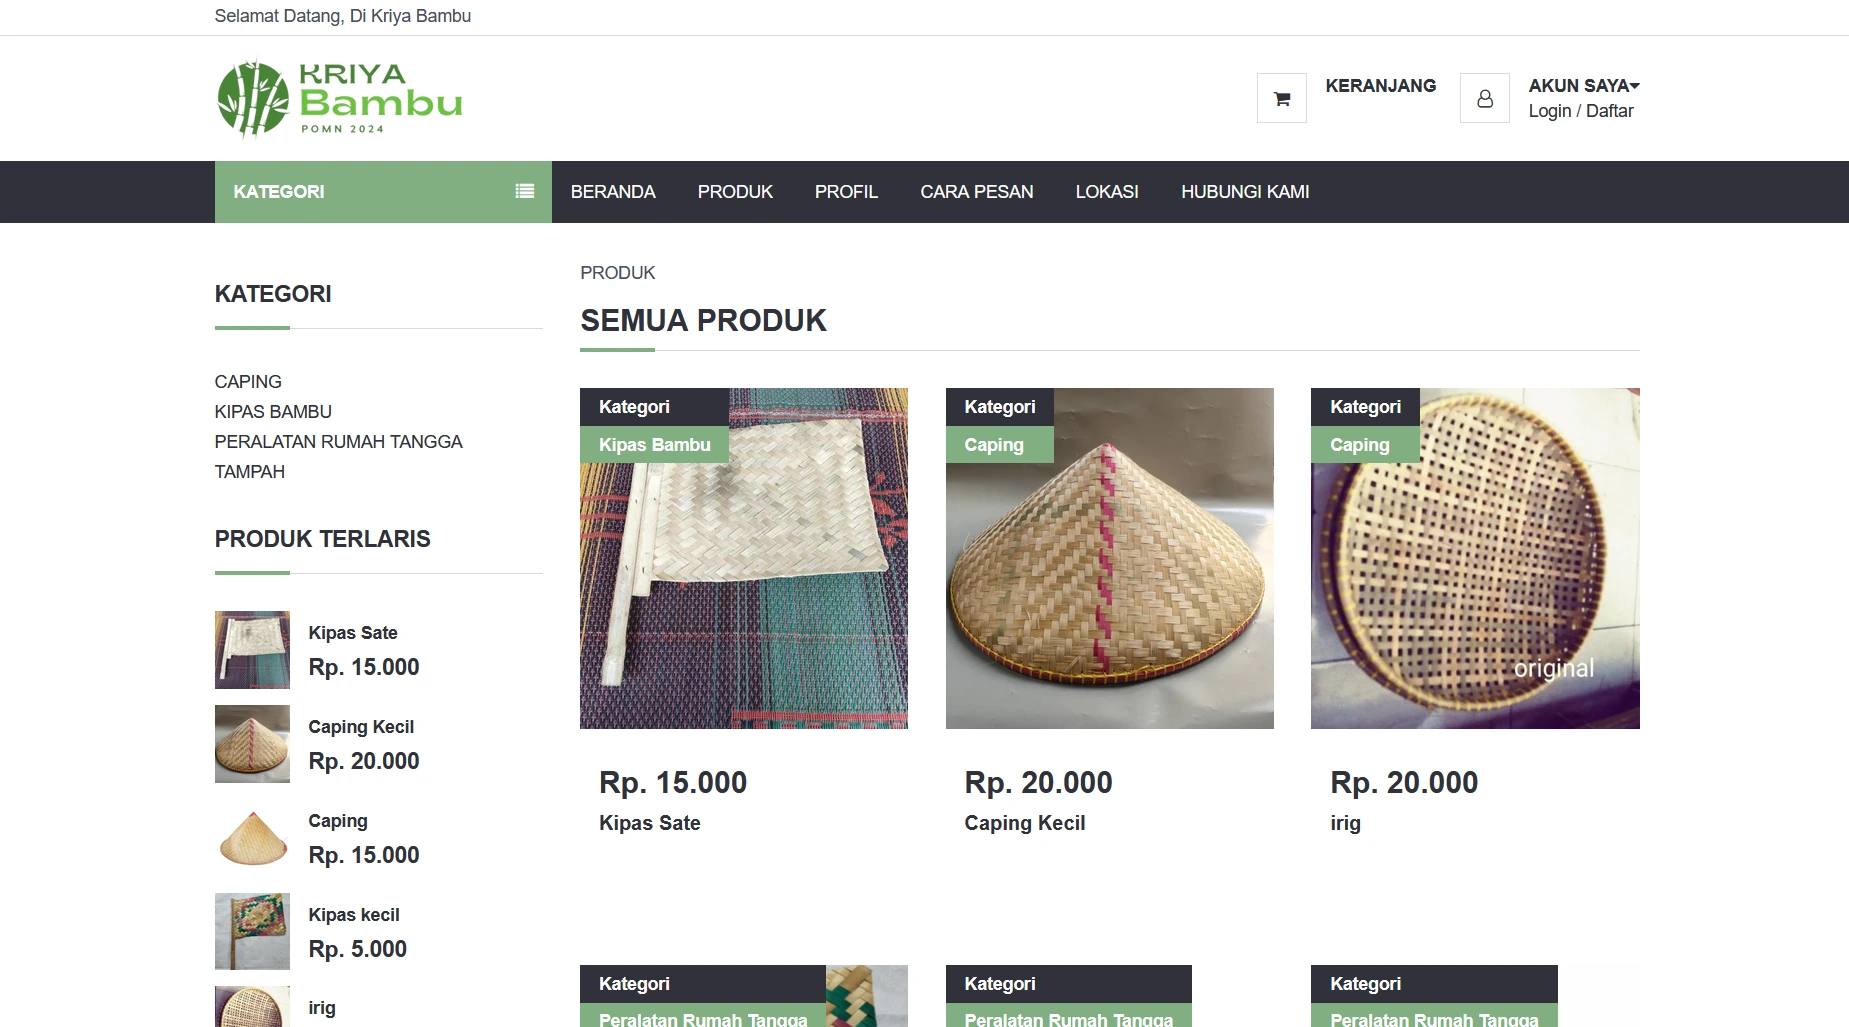 Selamat Datang, Di Kriya Bambu
KRIYA
Bambu
POMN 2024
KERANJANG
AKUN SAYA
Login / Daftar
KATEGORI
BERANDA
PRODUK
PROFIL
CARA PESAN
LOKASI
HUBUNGI KAMI
KATEGORI
CAPING
KIPAS BAMBU
PERALATAN RUMAH TANGGA
TAMPAH
PRODUK TERLARIS
Kipas Sate
Rp. 15.000
Caping Kecil
Rp. 20.000
Caping
Rp. 15.000
Kipas kecil
Rp. 5.000
irig
PRODUK
SEMUA PRODUK
Kategori
Kipas Bambu
Rp. 15.000
Kipas Sate
Kategori
Caping
Rp. 20.000
Caping Kecil
Kategori
Caping
original
Rp. 20.000
irig
Kategori
Peralatan Rumah Tangga
Kategori
Peralatan Rumah Tangga
Kategori
Peralatan Rumah Tangga